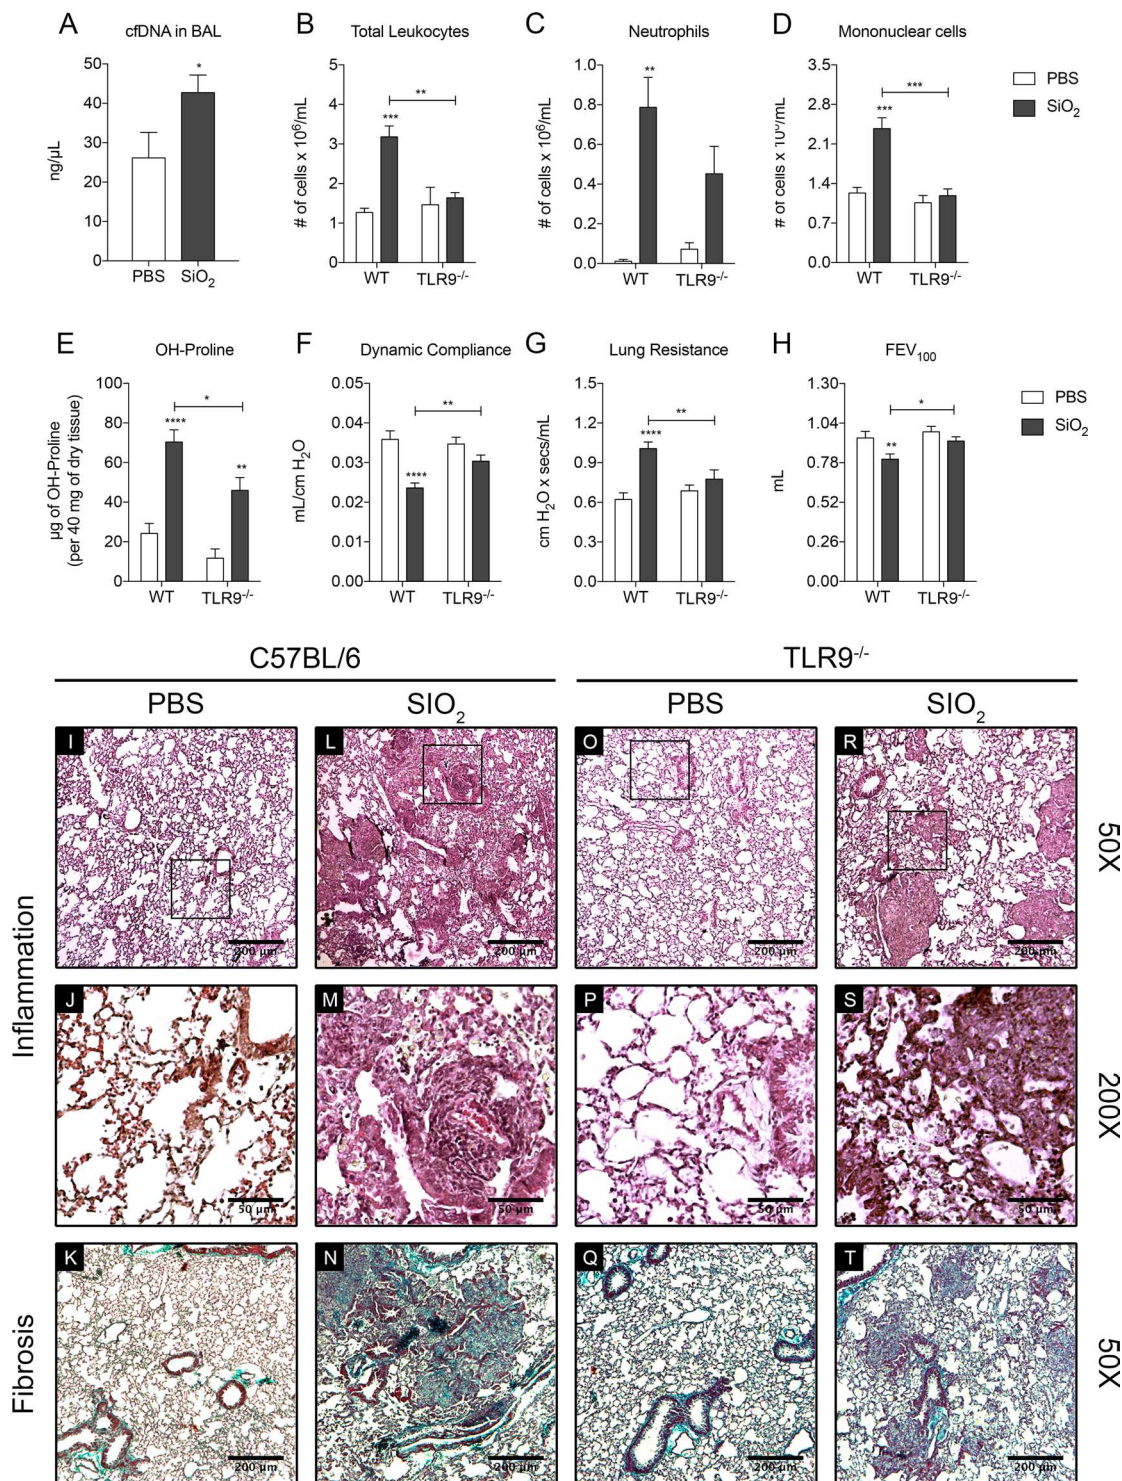 A cfDNA in BAL
ng/µL
50
40
30
20
10
0
*
PBS SiO₂
B Total Leukocytes
# of cells x 10⁶/mL
5
4
3
2
1
0
***
**
WT TLR9⁻/⁻
C Neutrophils
# of cells x 10⁶/mL
1.0
0.8
0.6
0.4
0.2
0.0
**
WT TLR9⁻/⁻
D Mononuclear cells
# of cells x 10⁶/mL
3.5
2.8
2.1
1.4
0.7
0.0
***
***
WT TLR9⁻/⁻
PBS
SiO₂
E OH-Proline
µg of OH-Proline
(per 40 mg of dry tissue)
100
80
60
40
20
0
****
*
**
WT TLR9⁻/⁻
F Dynamic Compliance
mL/cm H₂O
0.05
0.04
0.03
0.02
0.01
0.00
**
****
WT TLR9⁻/⁻
G Lung Resistance
cm H₂O x secs/mL
1.5
1.2
0.9
0.6
0.3
0.0
****
**
WT TLR9⁻/⁻
H FEV₁₀₀
mL
1.30
1.04
0.78
0.52
0.26
0.00
**
*
WT TLR9⁻/⁻
PBS
SiO₂
C57BL/6 TLR9⁻/⁻
PBS SIO₂ PBS SIO₂
Inflammation
I L O R
200 µm 200 µm 200 µm 200 µm
50X
J M P S
50 µm 50 µm 50 µm 50 µm
200X
Fibrosis
K N Q T
200 µm 200 µm 200 µm 200 µm
50X